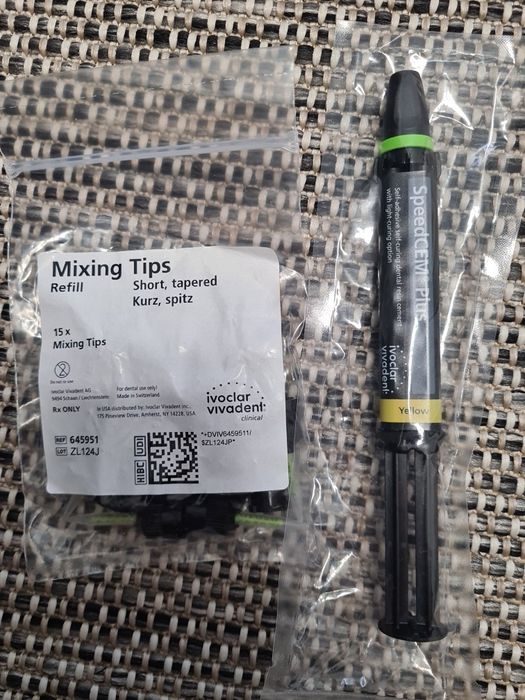 Mixing Tips
Refill
Short, tapered
Kurz, spitz
15 x
Mixing Tips
Do not re-use
Ivoclar Vivadent AG
9494 Schaan / Liechtenstein
For dental use only!
Made in Switzerland
Rx ONLY
In USA distributed by: Ivoclar Vivadent Inc.
175 Pineview Drive, Amherst, NY 14228, USA
ivoclar
vivadent
clinical
REF 645951
LOT ZL124J
HIBC UDI
*+DVIV6459511/
$ZL124JP*
SpeedCEM Plus
Self-adhesive self-curing dental resin cement
with light-curing option
ivoclar
vivadent
Yellow